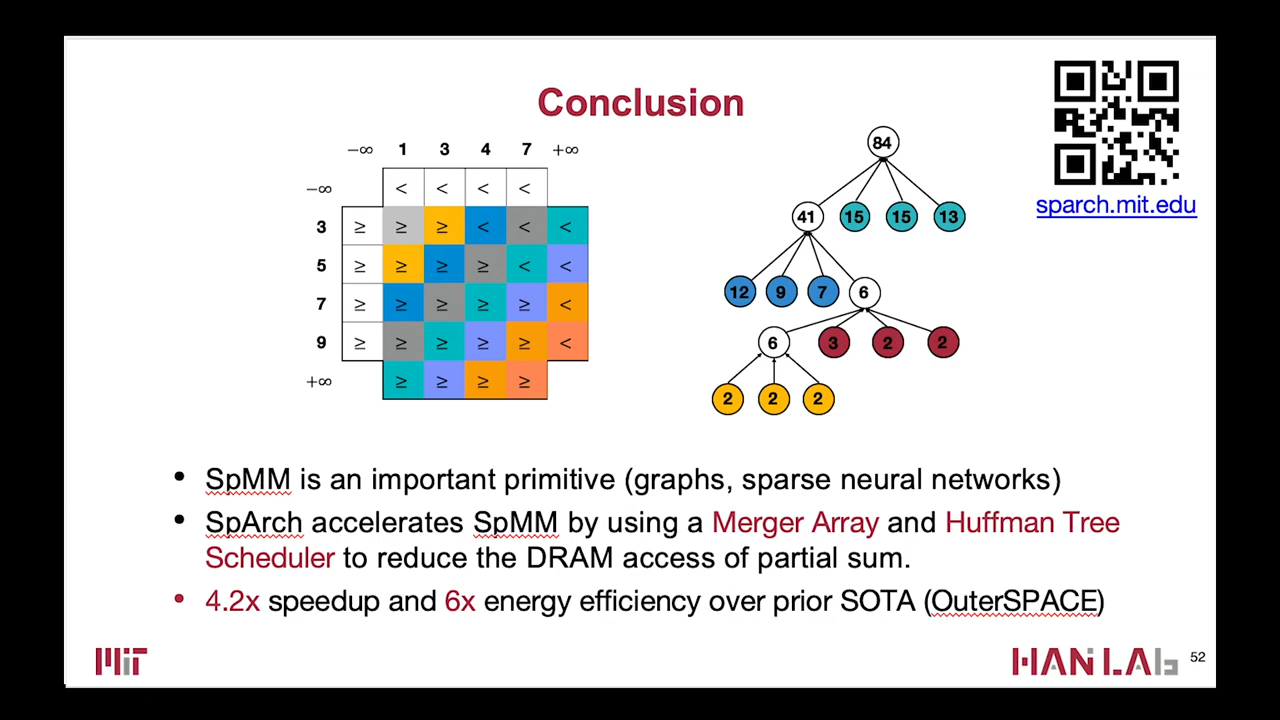 Conclusion
−∞ 1 3 4 7 +∞
−∞ < < < <
3 ≥ ≥ ≥ < < <
5 ≥ ≥ ≥ ≥ < <
7 ≥ ≥ ≥ ≥ ≥ <
9 ≥ ≥ ≥ ≥ ≥ <
+∞ ≥ ≥ ≥ ≥
84
41 15 15 13
12 9 7 6
6 3 2 2
2 2 2
sparch.mit.edu
• SpMM is an important primitive (graphs, sparse neural networks)
• SpArch accelerates SpMM by using a Merger Array and Huffman Tree
Scheduler to reduce the DRAM access of partial sum.
• 4.2x speedup and 6x energy efficiency over prior SOTA (OuterSPACE)
MIT
HAN LAb
52